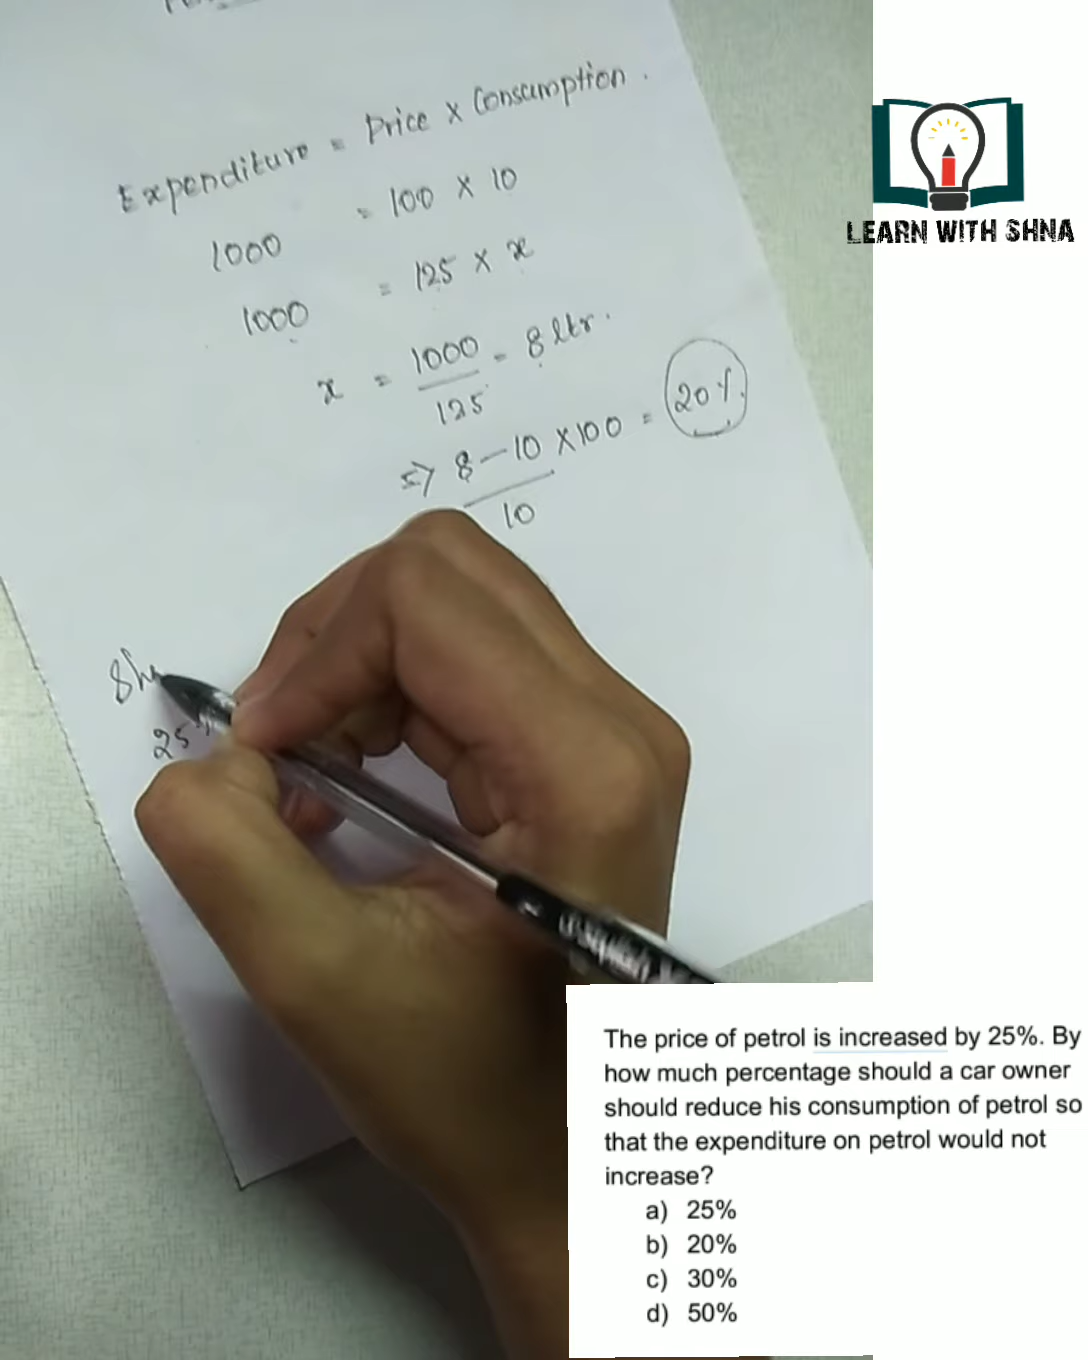 Expenditure = Price x Consumption.
1000 = 100 x 10
1000 = 125 x x
x = 1000/125 = 8 ltr.
=> 8-10/10 x100 = 20%
25%
LEARN WITH SHNA
The price of petrol is increased by 25%. By
how much percentage should a car owner
should reduce his consumption of petrol so
that the expenditure on petrol would not
increase?
a) 25%
b) 20%
c) 30%
d) 50%